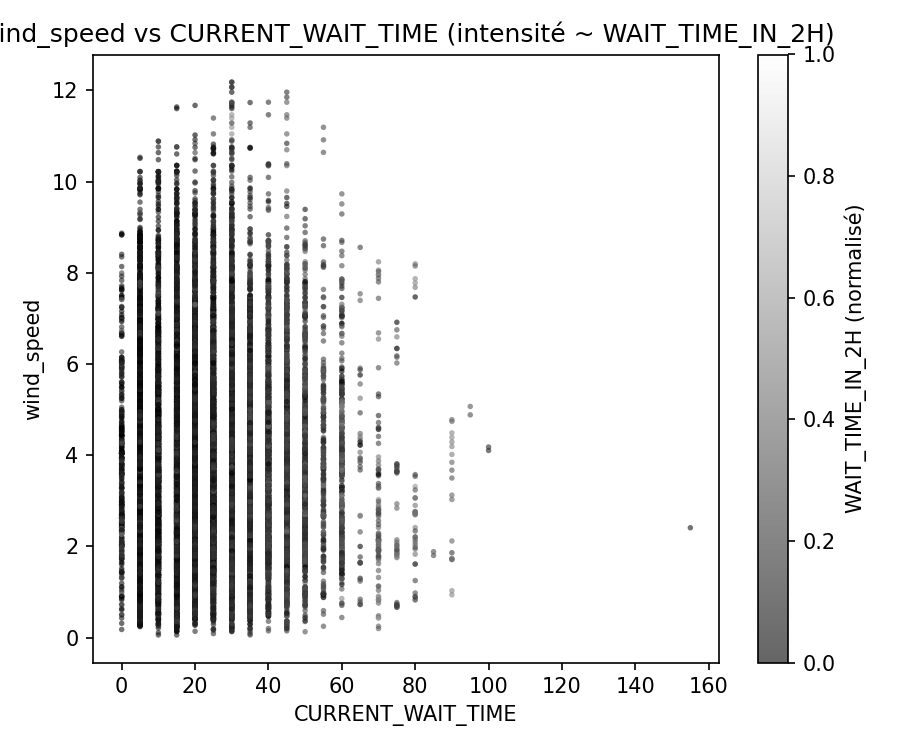 ind_speed vs CURRENT_WAIT_TIME (intensité ~ WAIT_TIME_IN_2H)
12
10
8
6
4
2
0
wind_speed
0 20 40 60 80 100 120 140 160
CURRENT_WAIT_TIME
1.0
0.8
0.6
0.4
0.2
0.0
WAIT_TIME_IN_2H (normalisé)